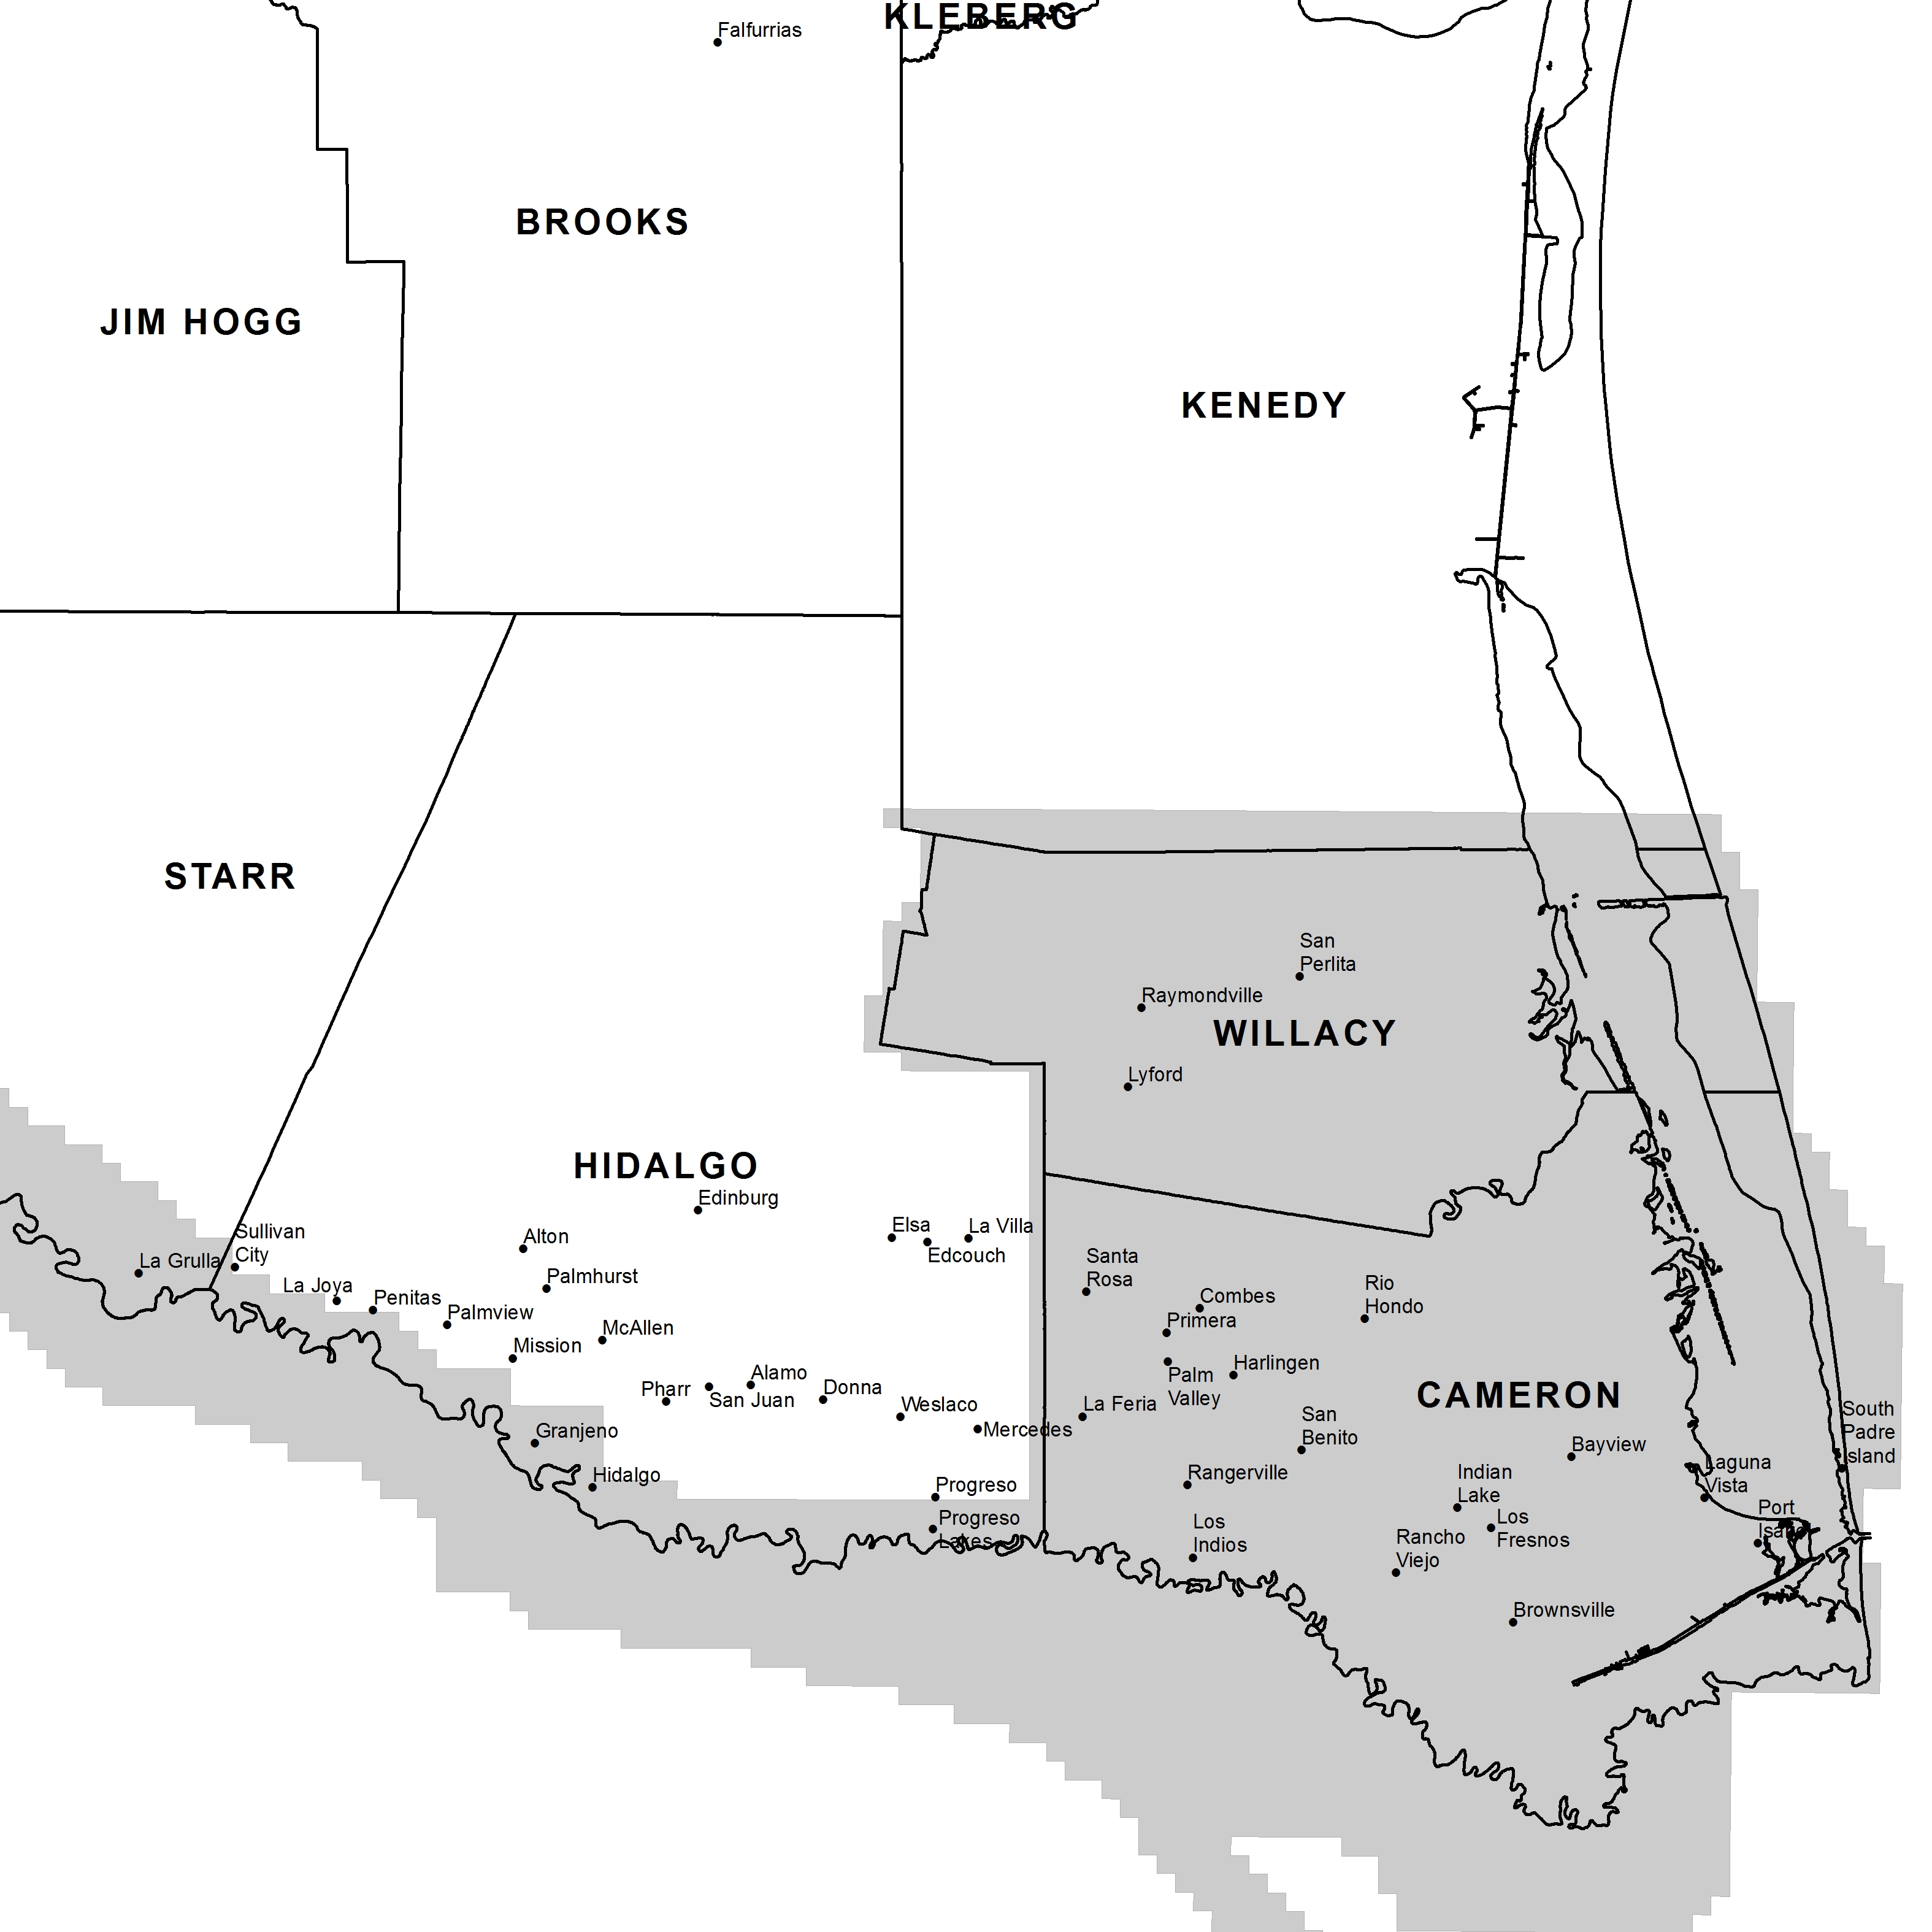 KLEBERG
Falfurrias
BROOKS
JIM HOGG
KENEDY
STARR
San
Perlita
Raymondville
WILLACY
Lyford
HIDALGO
Edinburg
Sullivan
City
La Grulla
Alton
Elsa
La Villa
Edcouch
La Joya
Penitas
Palmhurst
Palmview
McAllen
Mission
Pharr
San Juan
Alamo
Donna
Weslaco
Mercedes
Granjeno
Hidalgo
Progreso
Progreso
Lakes
Santa
Rosa
Combes
Primera
Rio
Hondo
Palm
Valley
Harlingen
La Feria
CAMERON
San
Benito
Bayview
South
Padre
Island
Rangerville
Indian
Lake
Laguna
Vista
Los
Fresnos
Port
Isabel
Los
Indios
Rancho
Viejo
Brownsville